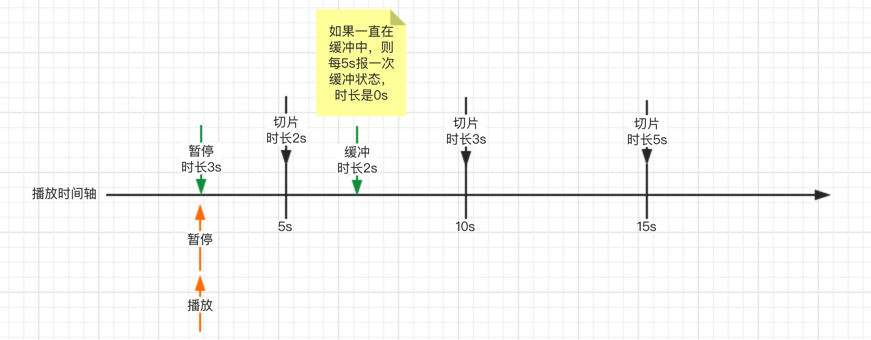 如果一直在
缓冲中，则
每5s报一次
缓冲状态，
时长是0s
切片
时长2s
切片
时长3s
切片
时长5s
暂停
时长3s
缓冲
时长2s
播放时间轴
5s
10s
15s
暂停
播放